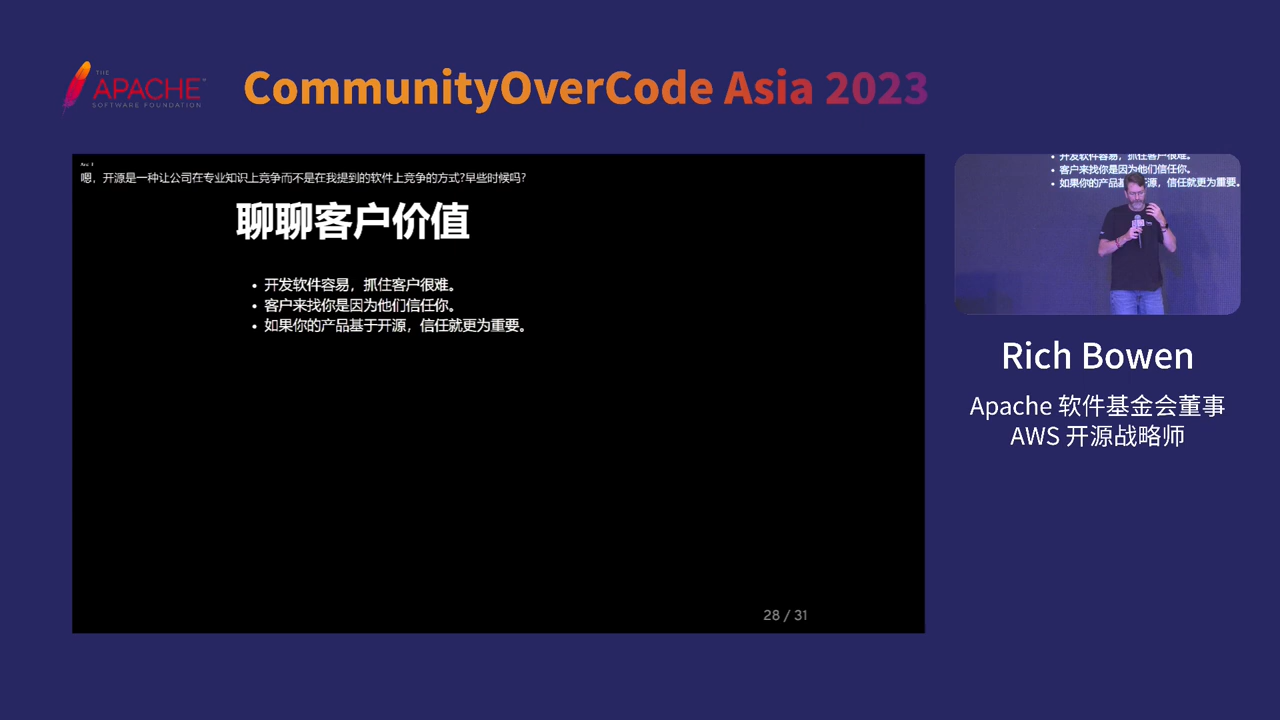 THE
APACHE
SOFTWARE FOUNDATION
CommunityOverCode Asia 2023
嗯，开源是一种让公司在专业知识上竞争而不是在我提到的软件上竞争的方式?早些时候吗?
聊聊客户价值
• 开发软件容易，抓住客户很难。
• 客户来找你是因为他们信任你。
• 如果你的产品基于开源，信任就更为重要。
28 / 31
• 开发软件容易，抓住客户很难。
• 客户来找你是因为他们信任你。
• 如果你的产品 源，信任就更为重要。
Rich Bowen
Apache 软件基金会董事
AWS 开源战略师